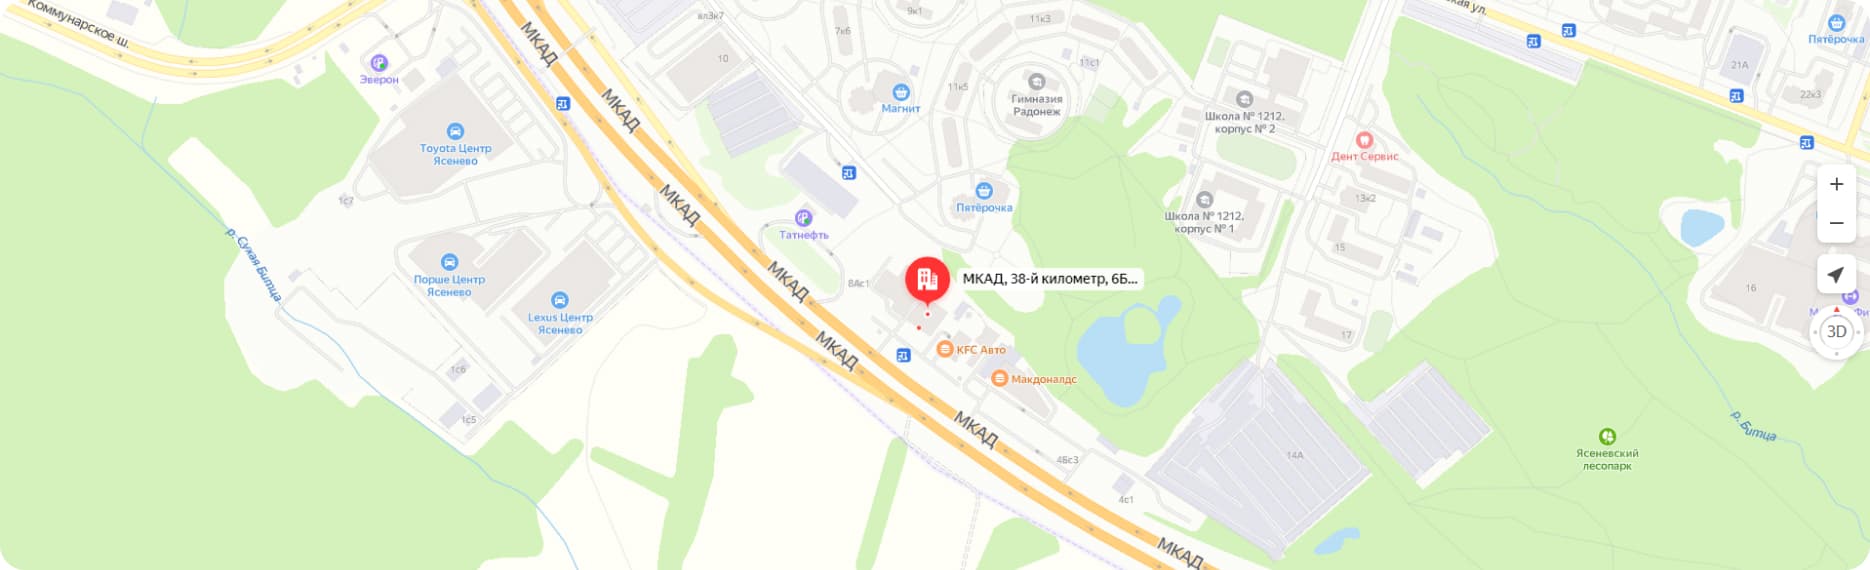 Коммунарское ш.
Эверон
МКАД
вл3к7
10
7к6
9к1
11к3
11с1
11к5
Магнит
Гимназия
Радонеж
Школа № 1212,
корпус № 2
Дент Сервис
ская ул.
Пятёрочка
21А
22к3
МКАД
Toyota Центр
Ясенево
1с7
МКАД
Татнефть
Пятёрочка
Школа № 1212,
корпус № 1
13к2
15
р. Сухая Битца
Порше Центр
Ясенево
Lexus Центр
Ясенево
МКАД
8Ас1
МКАД, 38-й километр, 6Б...
16
3D
17
МКАД
KFC Авто
Макдоналдс
1с6
1с5
МКАД
4Бс3
4с1
14А
Ясеневский
лесопарк
р. Битца
МКАД